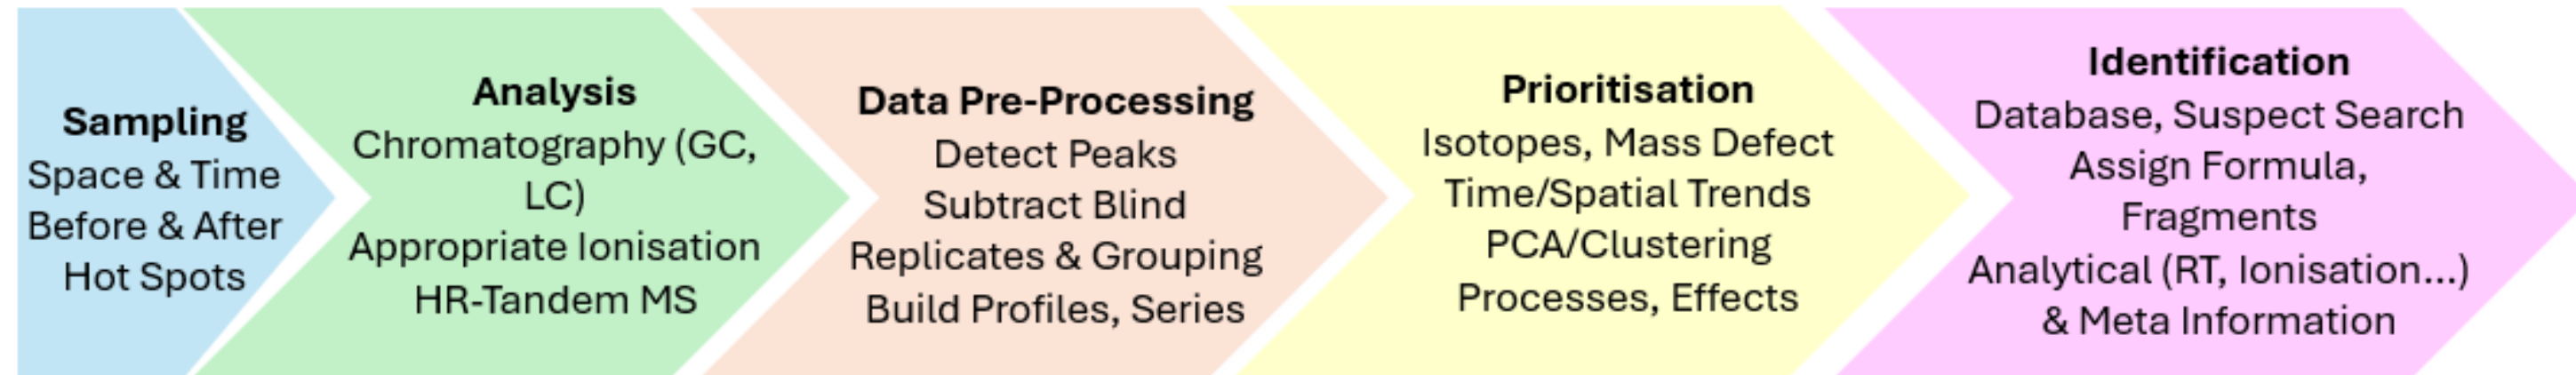 Sampling
Space & Time
Before & After
Hot Spots
Analysis
Chromatography (GC,
LC)
Appropriate Ionisation
HR-Tandem MS
Data Pre-Processing
Detect Peaks
Subtract Blind
Replicates & Grouping
Build Profiles, Series
Prioritisation
Isotopes, Mass Defect
Time/Spatial Trends
PCA/Clustering
Processes, Effects
Identification
Database, Suspect Search
Assign Formula,
Fragments
Analytical (RT, Ionisation...)
& Meta Information